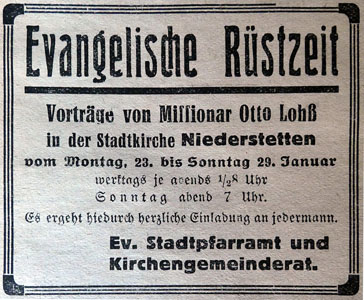 Evangelische Rüstzeit
Vorträge von Missionar Otto Lohß
in der Stadtkirche Niederstetten
vom Montag, 23. bis Sonntag 29. Januar
werktags je abends 1/28 Uhr
Sonntag abend 7 Uhr.
Es ergeht hiedurch herzliche Einladung an jedermann.
Ev. Stadtpfarramt und
Kirchengemeinderat.